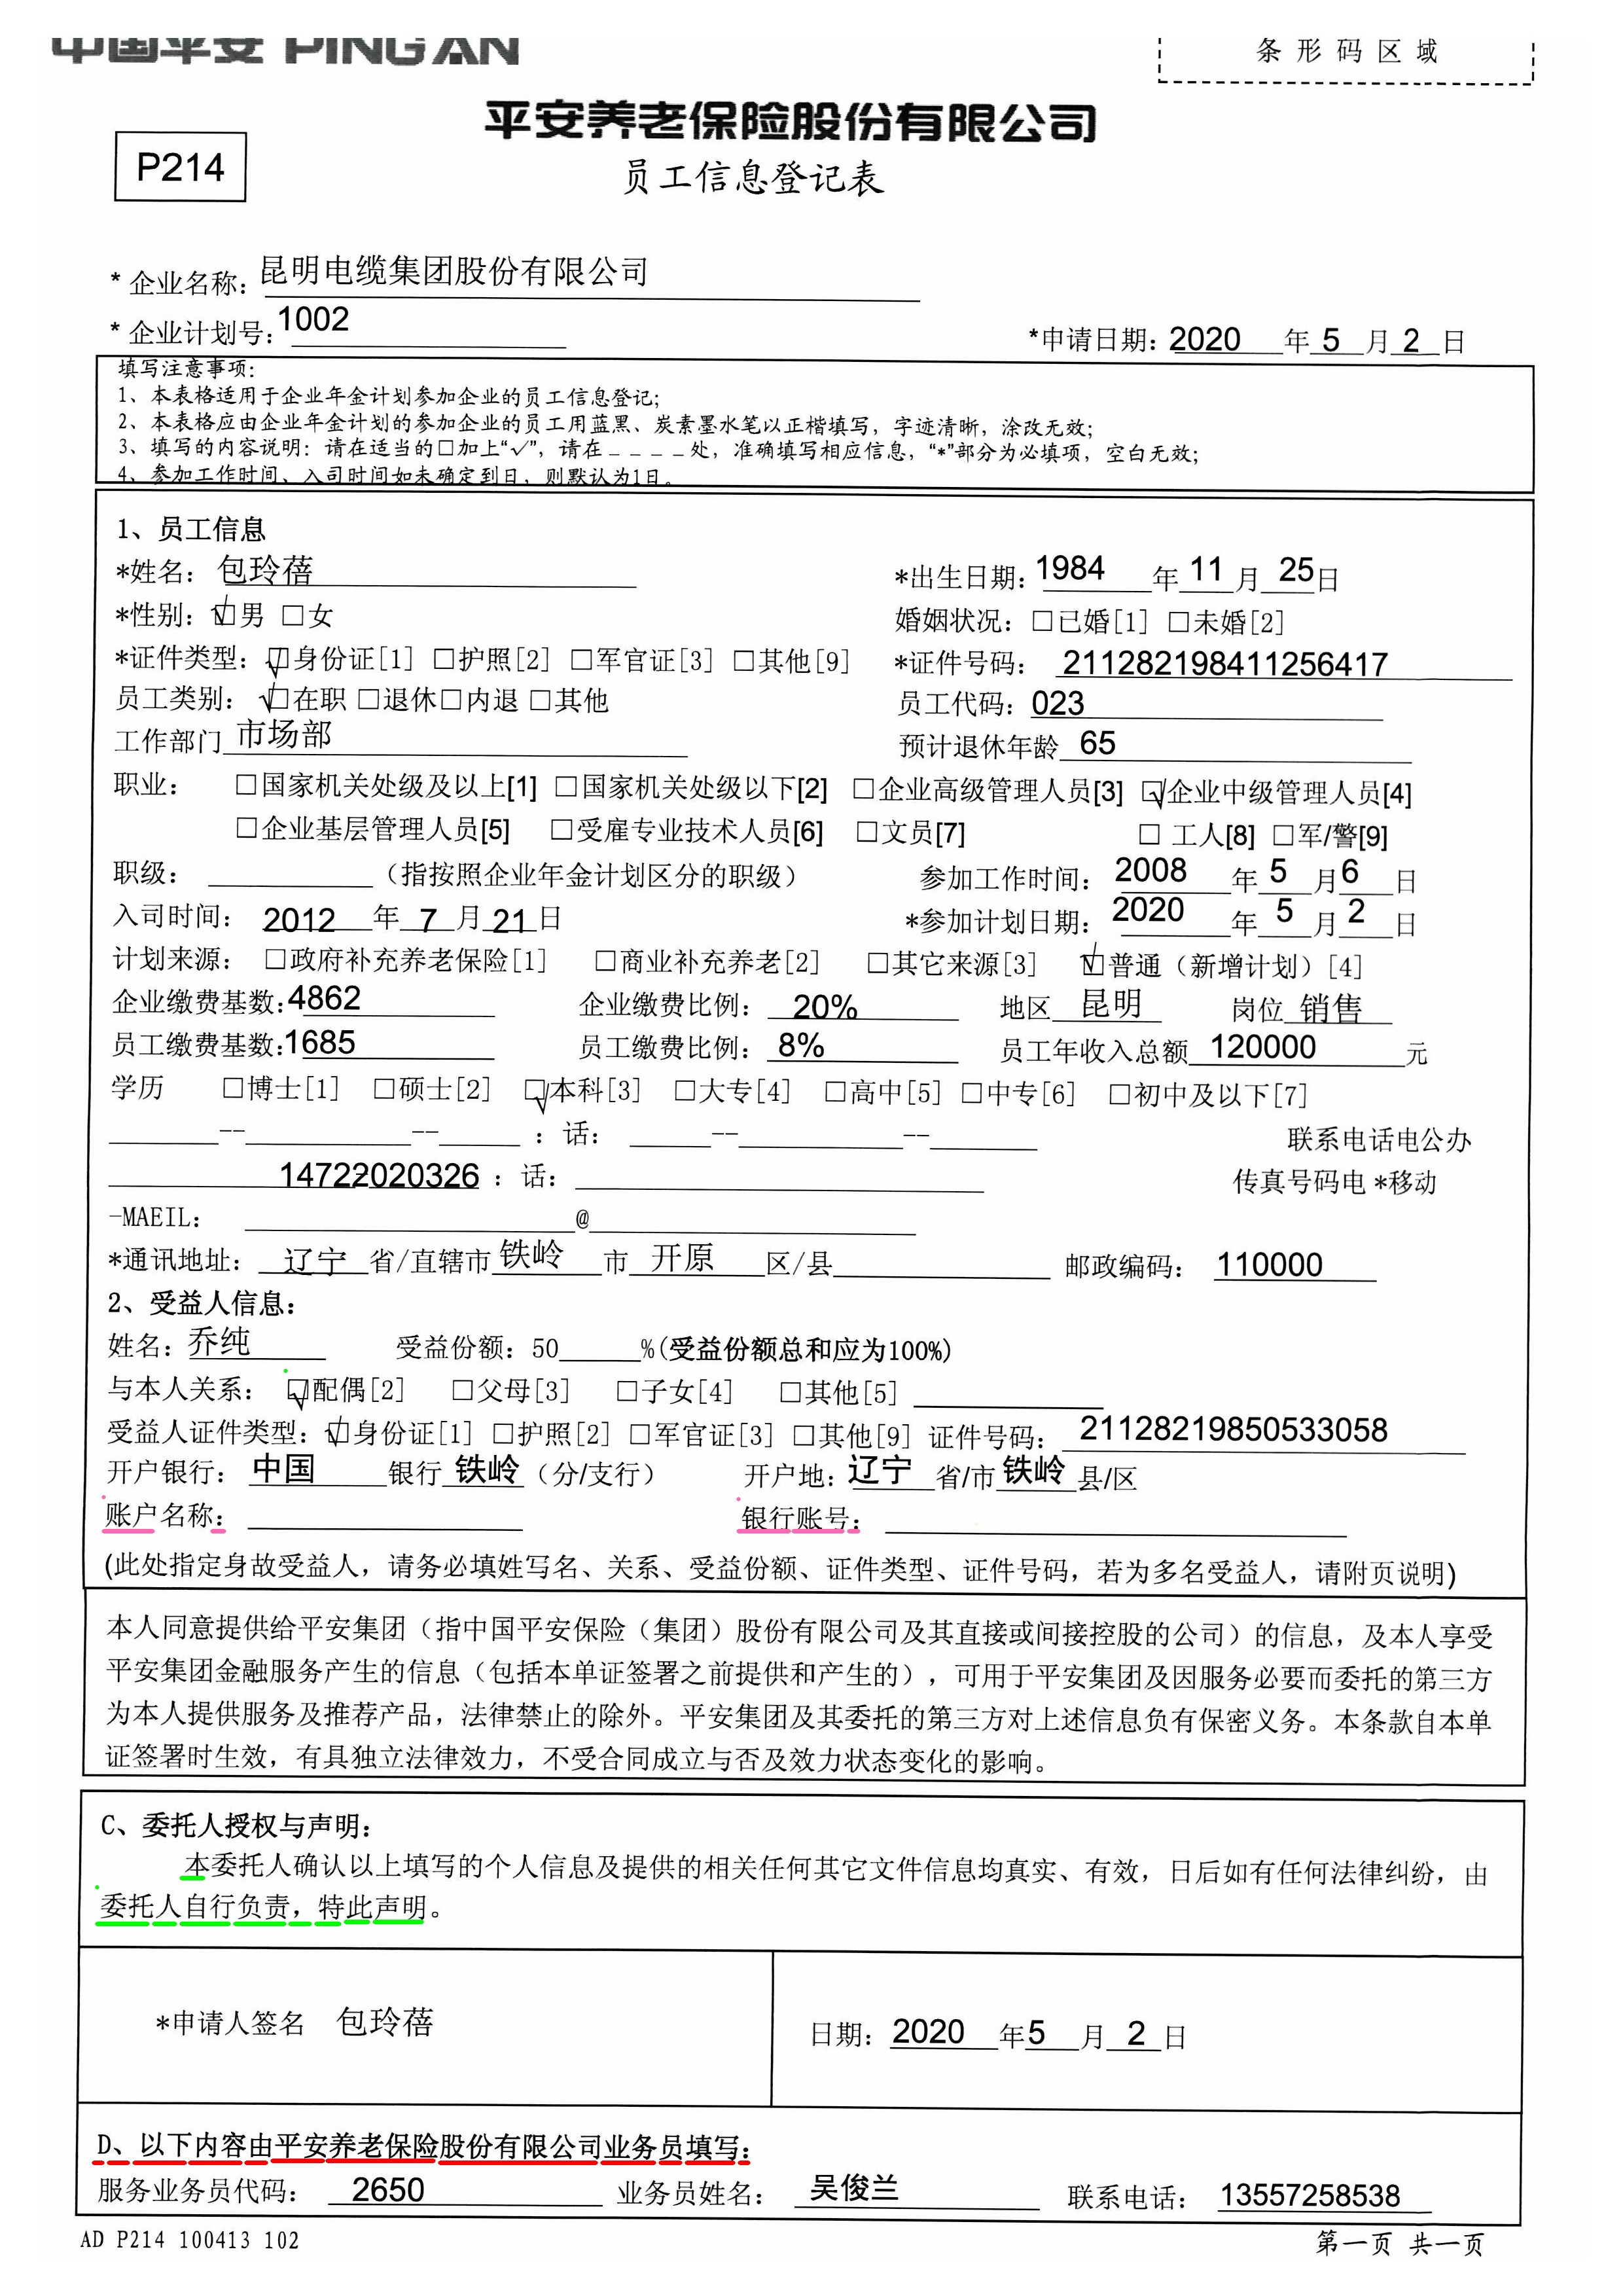 中国平安 PING AN
条形码区域
平安养老保险股份有限公司
P214
员工信息登记表
* 企业名称: 昆明电缆集团股份有限公司
* 企业计划号: 1002 *申请日期: 2020 年 5 月 2 日
填写注意事项:
1、本表格适用于企业年金计划参加企业的员工信息登记;
2、本表格应由企业年金计划的参加企业的员工用蓝黑、炭素墨水笔以正楷填写, 字迹清晰, 涂改无效;
3、填写的内容说明: 请在适当的□加上“√”, 请在 _ _ _ _ 处, 准确填写相应信息, “*”部分为必填项, 空白无效;
4、参加工作时间、入司时间如未确定到日, 则默认为1日。
1、员工信息
*姓名: 包玲蓓 *出生日期: 1984 年 11 月 25 日
*性别: ☑男 □女 婚姻状况: □已婚[1] □未婚[2]
*证件类型: ☑身份证[1] □护照[2] □军官证[3] □其他[9] *证件号码: 211282198411256417
员工类别: ☑在职 □退休 □内退 □其他 员工代码: 023
工作部门 市场部 预计退休年龄 65
职业: □国家机关处级及以上[1] □国家机关处级以下[2] □企业高级管理人员[3] ☑企业中级管理人员[4]
□企业基层管理人员[5] □受雇专业技术人员[6] □文员[7] □ 工人[8] □军/警[9]
职级: ______ (指按照企业年金计划区分的职级) 参加工作时间: 2008 年 5 月 6 日
入司时间: 2012 年 7 月 21 日 *参加计划日期: 2020 年 5 月 2 日
计划来源: □政府补充养老保险[1] □商业补充养老[2] □其它来源[3] ☑普通(新增计划)[4]
企业缴费基数: 4862 企业缴费比例: 20% 地区 昆明 岗位 销售
员工缴费基数: 1685 员工缴费比例: 8% 员工年收入总额 120000 元
学历 □博士[1] □硕士[2] ☑本科[3] □大专[4] □高中[5] □中专[6] □初中及以下[7]
____--______--____ : 话: ____--______--____ 联系电话电公办
14722020326 : 话: ______ 传真号码电 *移动
-MAEIL: ______@______
*通讯地址: 辽宁 省/直辖市 铁岭 市 开原 区/县______ 邮政编码: 110000
2、受益人信息:
姓名: 乔纯 受益份额: 50____%(受益份额总和应为100%)
与本人关系: ☑配偶[2] □父母[3] □子女[4] □其他[5] ______
受益人证件类型: ☑身份证[1] □护照[2] □军官证[3] □其他[9] 证件号码: 21128219850533058
开户银行: 中国 银行 铁岭 (分/支行) 开户地: 辽宁 省/市 铁岭 县/区
账户名称: ______ 银行账号: ______
(此处指定身故受益人, 请务必填姓写名、关系、受益份额、证件类型、证件号码, 若为多名受益人, 请附页说明)
本人同意提供给平安集团(指中国平安保险(集团)股份有限公司及其直接或间接控股的公司)的信息, 及本人享受
平安集团金融服务产生的信息(包括本单证签署之前提供和产生的), 可用于平安集团及因服务必要而委托的第三方
为本人提供服务及推荐产品, 法律禁止的除外。平安集团及其委托的第三方对上述信息负有保密义务。本条款自本单
证签署时生效, 有具独立法律效力, 不受合同成立与否及效力状态变化的影响。
C、委托人授权与声明:
本委托人确认以上填写的个人信息及提供的相关任何其它文件信息均真实、有效, 日后如有任何法律纠纷, 由
委托人自行负责, 特此声明。
*申请人签名 包玲蓓 日期: 2020 年 5 月 2 日
D、以下内容由平安养老保险股份有限公司业务员填写:
服务业务员代码: 2650 业务员姓名: 吴俊兰 联系电话: 13557258538
AD P214 100413 102 第一页 共一页